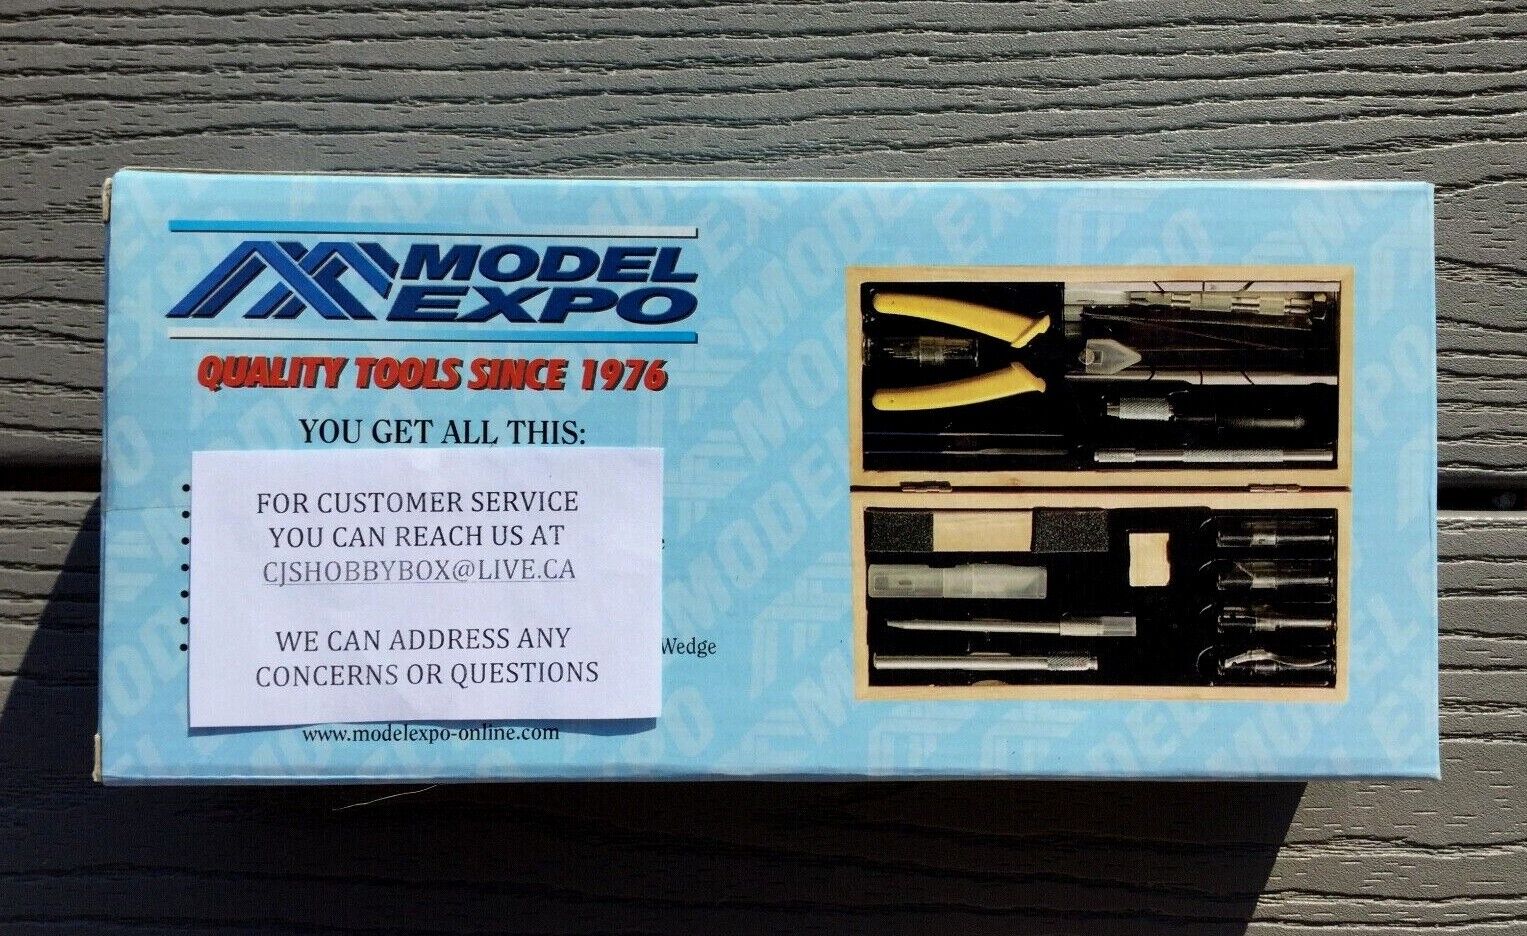 MODEL
EXPO
QUALITY TOOLS SINCE 1976
YOU GET ALL THIS:
FOR CUSTOMER SERVICE
YOU CAN REACH US AT
CJSHOBBYBOX@LIVE.CA
WE CAN ADDRESS ANY
CONCERNS OR QUESTIONS
Wedge
www.modelexpo-online.com